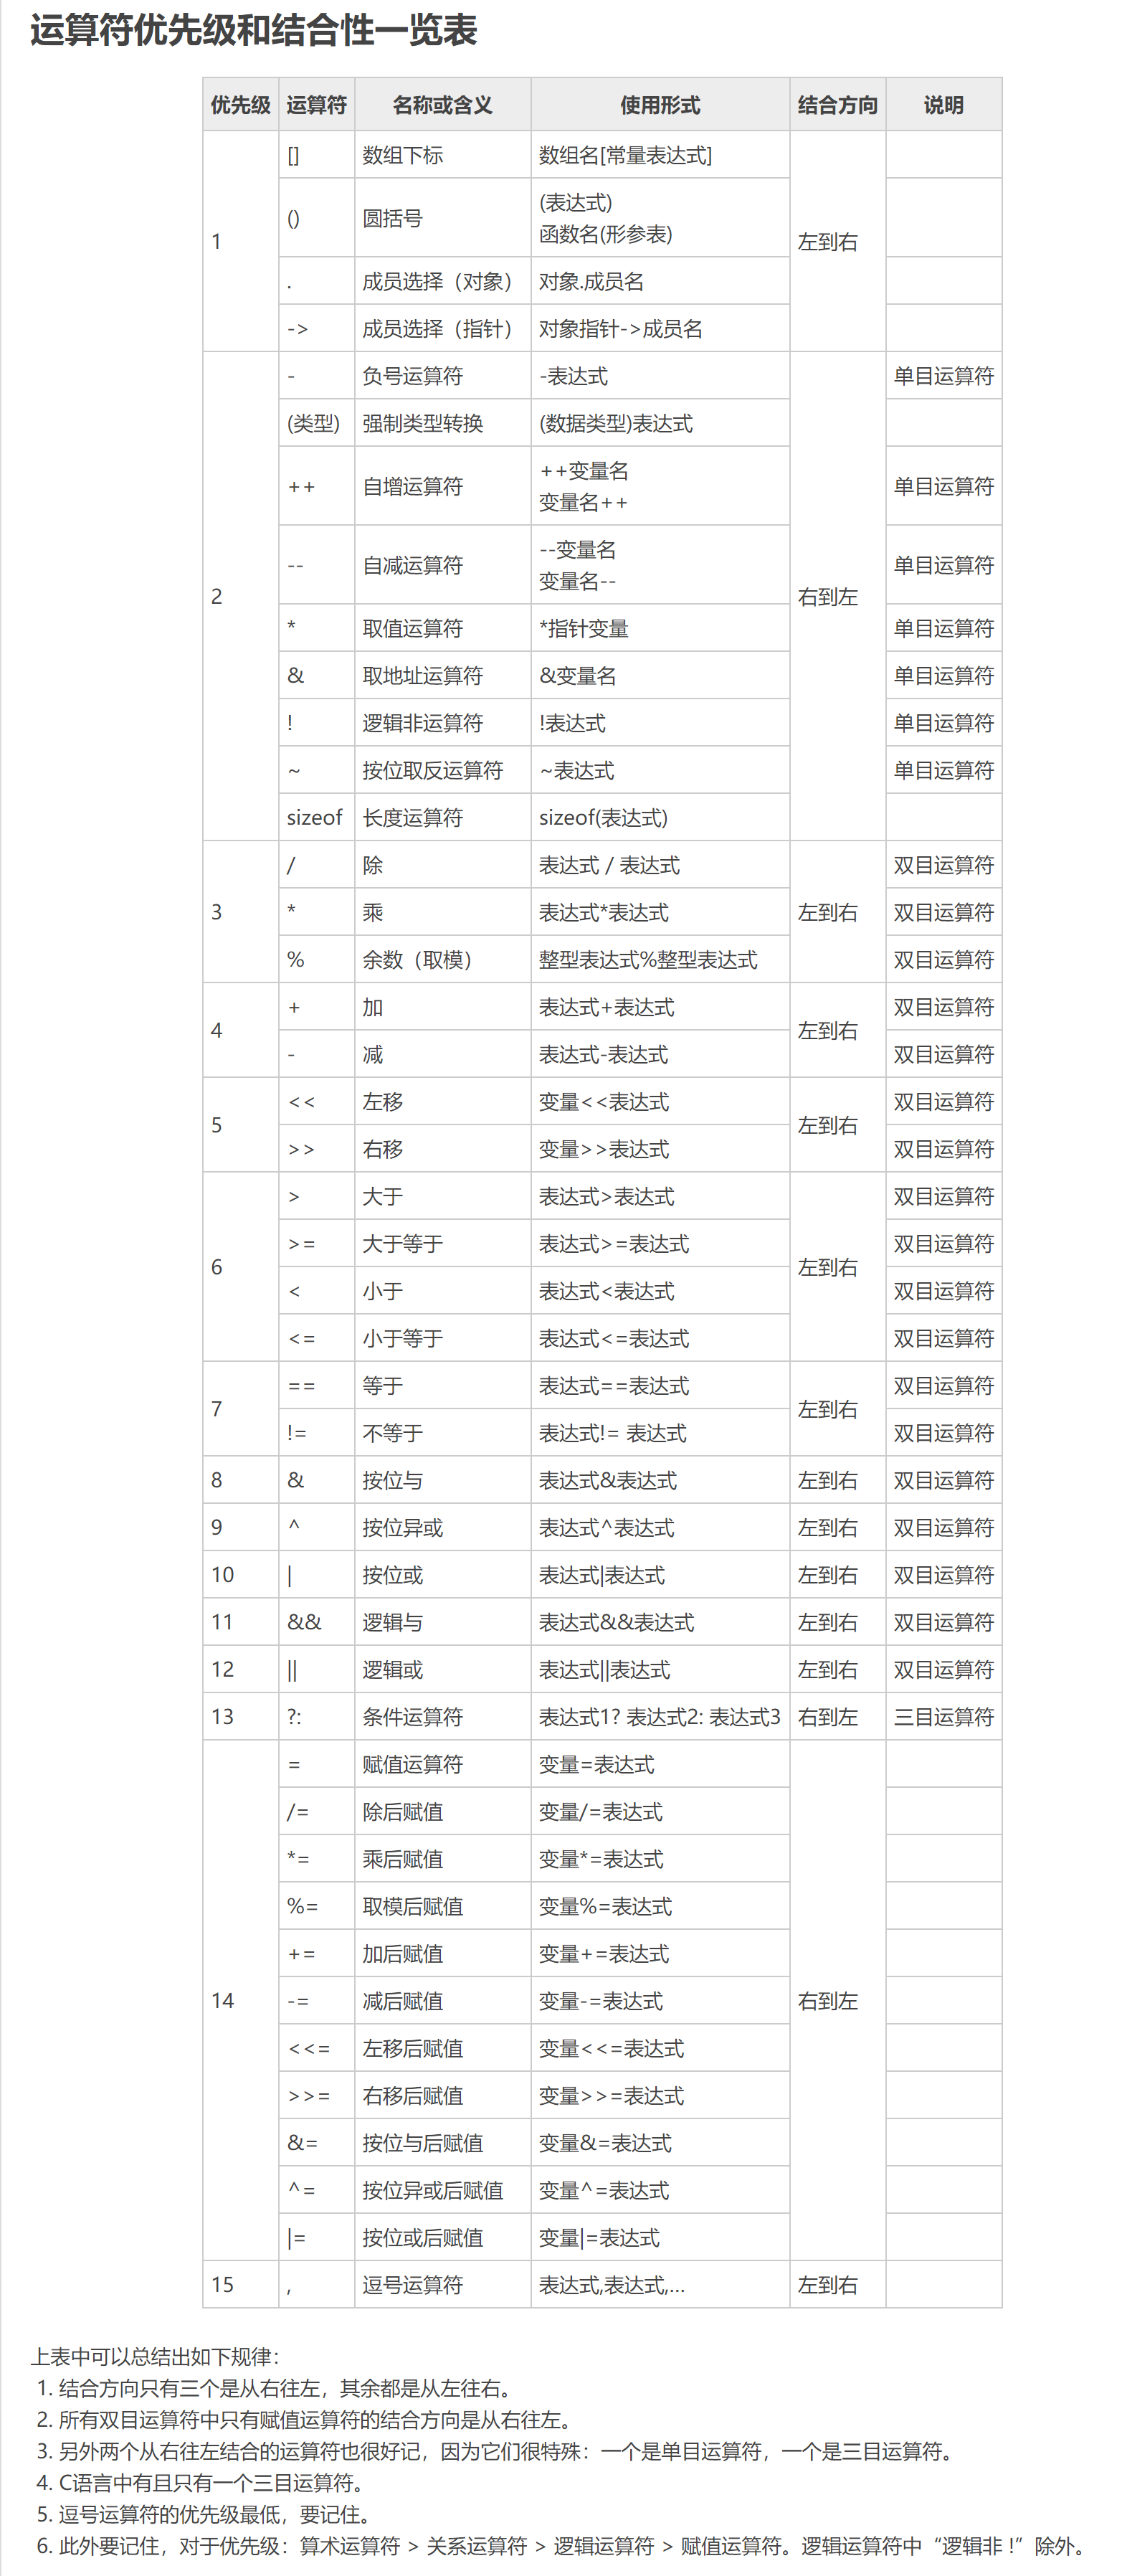 运算符优先级和结合性一览表
优先级 运算符 名称或含义 使用形式 结合方向 说明
1 [] 数组下标 数组名[常量表达式] 左到右
() 圆括号 (表达式)
函数名(形参表)
. 成员选择（对象） 对象.成员名
-> 成员选择（指针） 对象指针->成员名
2 - 负号运算符 -表达式 右到左 单目运算符
(类型) 强制类型转换 (数据类型)表达式
++ 自增运算符 ++变量名
变量名++ 单目运算符
-- 自减运算符 --变量名
变量名-- 单目运算符
* 取值运算符 *指针变量 单目运算符
& 取地址运算符 &变量名 单目运算符
! 逻辑非运算符 !表达式 单目运算符
~ 按位取反运算符 ~表达式 单目运算符
sizeof 长度运算符 sizeof(表达式)
3 / 除 表达式 / 表达式 左到右 双目运算符
* 乘 表达式*表达式 双目运算符
% 余数（取模） 整型表达式%整型表达式 双目运算符
4 + 加 表达式+表达式 左到右 双目运算符
- 减 表达式-表达式 双目运算符
5 << 左移 变量<<表达式 左到右 双目运算符
>> 右移 变量>>表达式 双目运算符
6 > 大于 表达式>表达式 左到右 双目运算符
>= 大于等于 表达式>=表达式 双目运算符
< 小于 表达式<表达式 双目运算符
<= 小于等于 表达式<=表达式 双目运算符
7 == 等于 表达式==表达式 左到右 双目运算符
!= 不等于 表达式!= 表达式 双目运算符
8 & 按位与 表达式&表达式 左到右 双目运算符
9 ^ 按位异或 表达式^表达式 左到右 双目运算符
10 | 按位或 表达式|表达式 左到右 双目运算符
11 && 逻辑与 表达式&&表达式 左到右 双目运算符
12 || 逻辑或 表达式||表达式 左到右 双目运算符
13 ?: 条件运算符 表达式1? 表达式2: 表达式3 右到左 三目运算符
14 = 赋值运算符 变量=表达式 右到左
/= 除后赋值 变量/=表达式
*= 乘后赋值 变量*=表达式
%= 取模后赋值 变量%=表达式
+= 加后赋值 变量+=表达式
-= 减后赋值 变量-=表达式
<<= 左移后赋值 变量<<=表达式
>>= 右移后赋值 变量>>=表达式
&= 按位与后赋值 变量&=表达式
^= 按位异或后赋值 变量^=表达式
|= 按位或后赋值 变量|=表达式
15 , 逗号运算符 表达式,表达式,… 左到右
上表中可以总结出如下规律：
1. 结合方向只有三个是从右往左，其余都是从左往右。
2. 所有双目运算符中只有赋值运算符的结合方向是从右往左。
3. 另外两个从右往左结合的运算符也很好记，因为它们很特殊：一个是单目运算符，一个是三目运算符。
4. C语言中有且只有一个三目运算符。
5. 逗号运算符的优先级最低，要记住。
6. 此外要记住，对于优先级：算术运算符 > 关系运算符 > 逻辑运算符 > 赋值运算符。逻辑运算符中“逻辑非 !”除外。